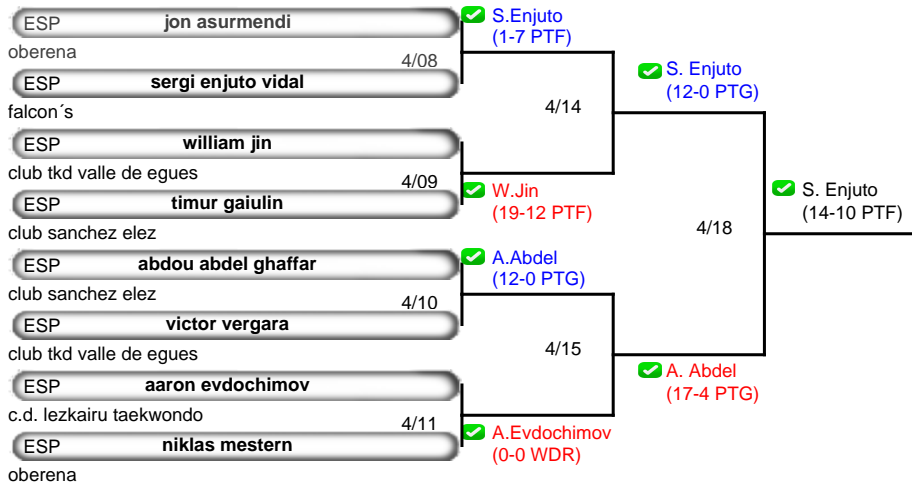 ESP jon asurmendi
oberena
4/08
ESP sergi enjuto vidal
falcon´s
ESP william jin
club tkd valle de egues
4/09
ESP timur gaiulin
club sanchez elez
ESP abdou abdel ghaffar
club sanchez elez
4/10
ESP victor vergara
club tkd valle de egues
ESP aaron evdochimov
c.d. lezkairu taekwondo
4/11
ESP niklas mestern
oberena
S.Enjuto
(1-7 PTF)
4/14
W.Jin
(19-12 PTF)
A.Abdel
(12-0 PTG)
4/15
A.Evdochimov
(0-0 WDR)
S. Enjuto
(12-0 PTG)
4/18
A. Abdel
(17-4 PTG)
S. Enjuto
(14-10 PTF)